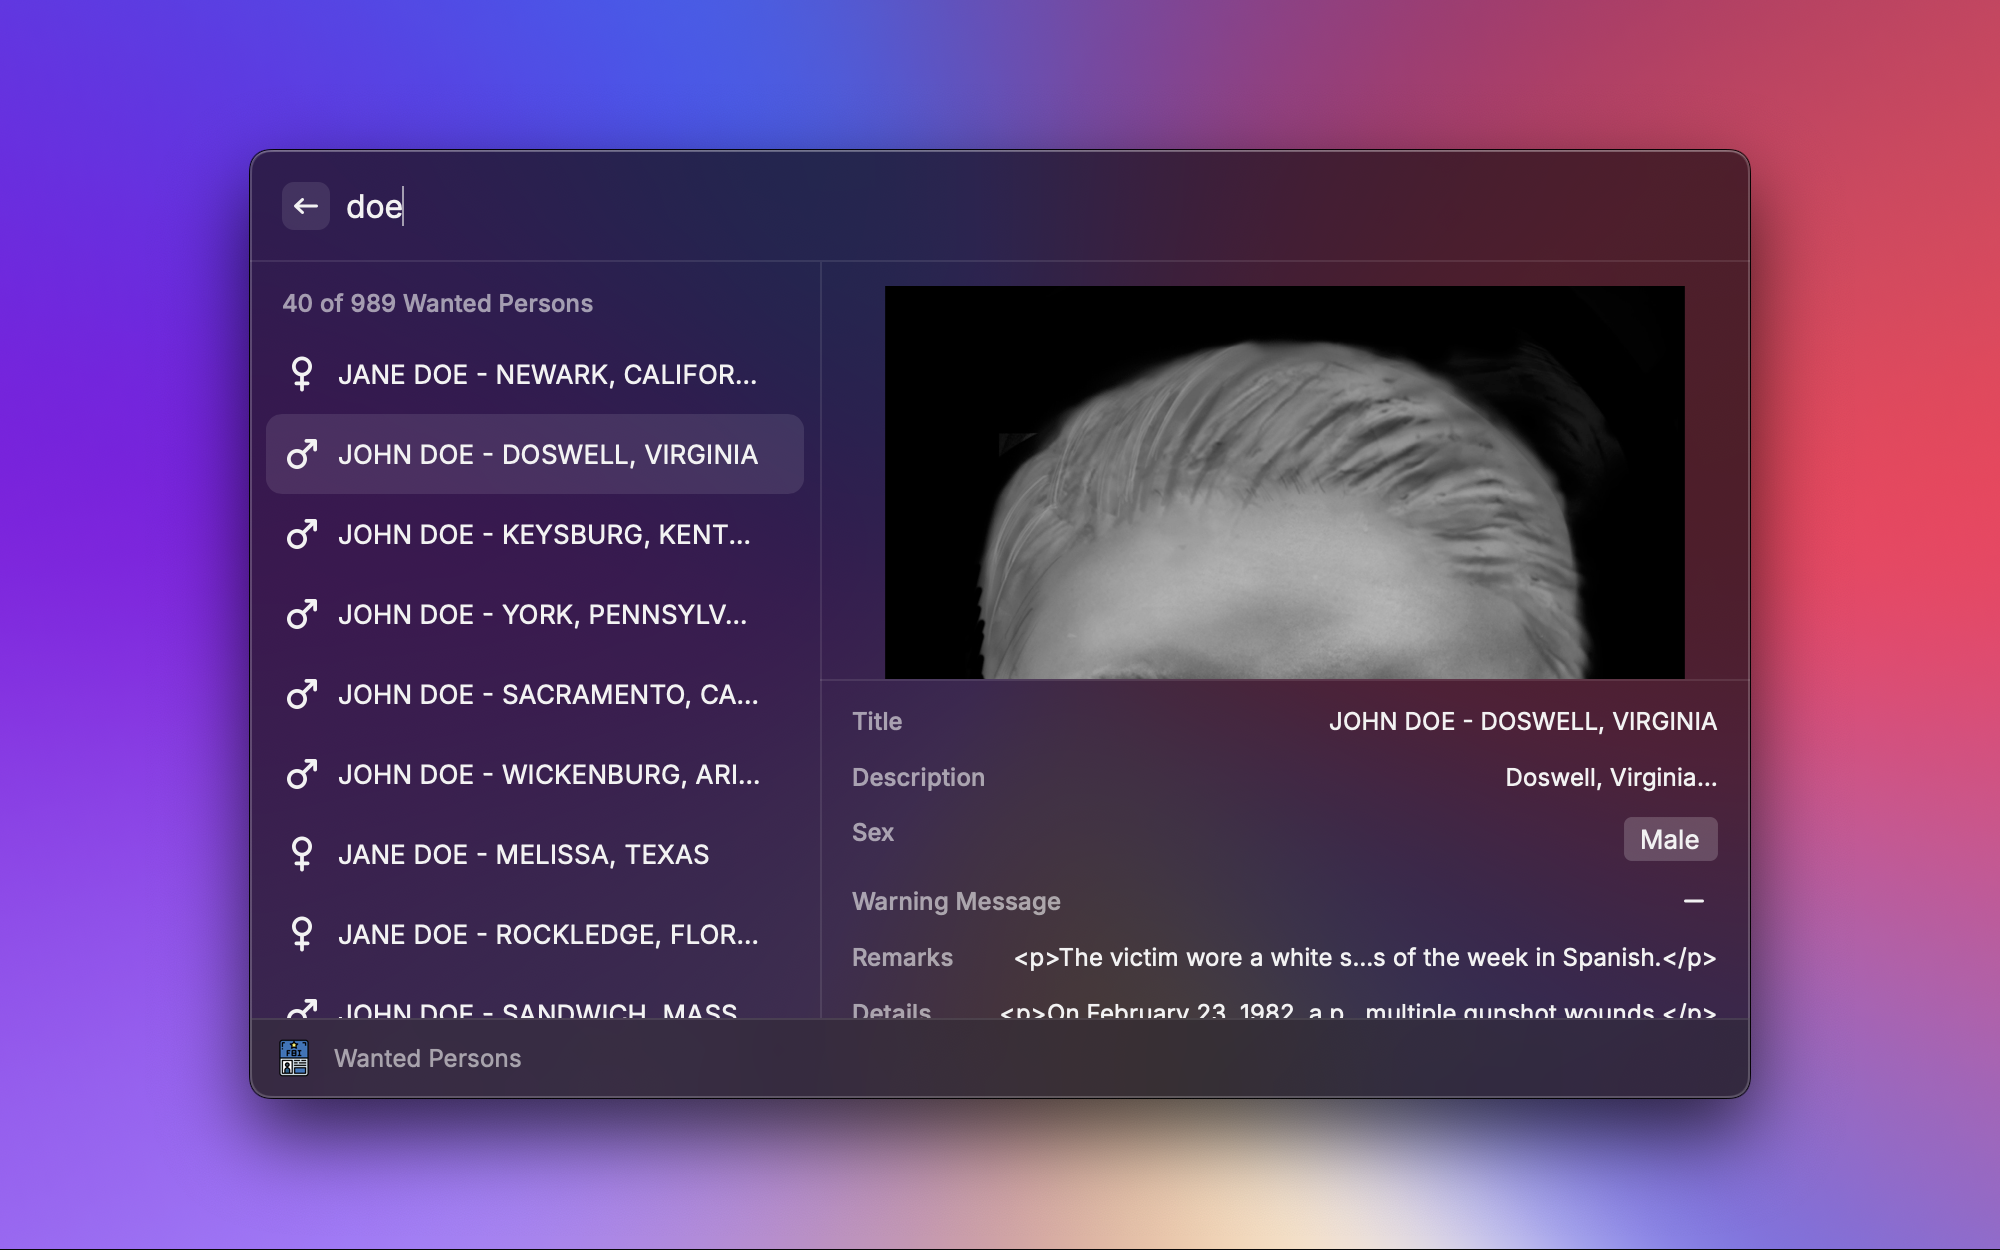 doe
40 of 989 Wanted Persons
JANE DOE - NEWARK, CALIFOR...
JOHN DOE - DOSWELL, VIRGINIA
JOHN DOE - KEYSBURG, KENT...
JOHN DOE - YORK, PENNSYLV...
JOHN DOE - SACRAMENTO, CA...
JOHN DOE - WICKENBURG, ARI...
JANE DOE - MELISSA, TEXAS
JANE DOE - ROCKLEDGE, FLOR...
JOHN DOE - SANDWICH, MASS
Title JOHN DOE - DOSWELL, VIRGINIA
Description Doswell, Virginia...
Sex Male
Warning Message —
Remarks <p>The victim wore a white s...s of the week in Spanish.</p>
Details <p>On February 23, 1982, a p...multiple gunshot wounds.</p>
FBI
Wanted Persons